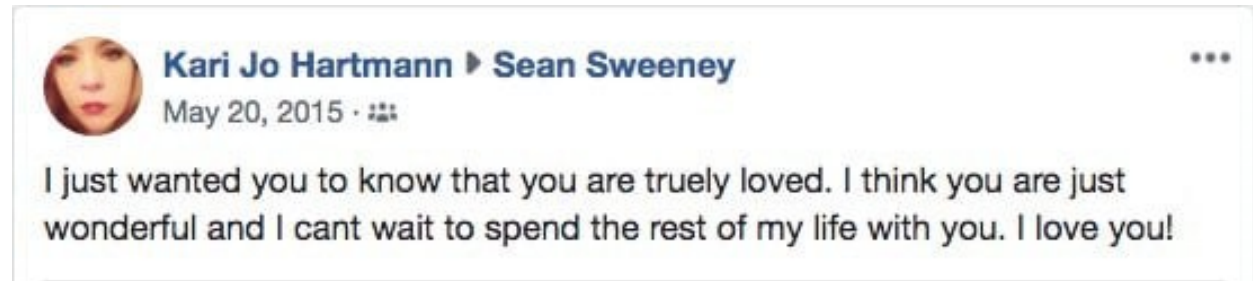 Kari Jo Hartmann ▸ Sean Sweeney
May 20, 2015 ·
I just wanted you to know that you are truely loved. I think you are just
wonderful and I cant wait to spend the rest of my life with you. I love you!